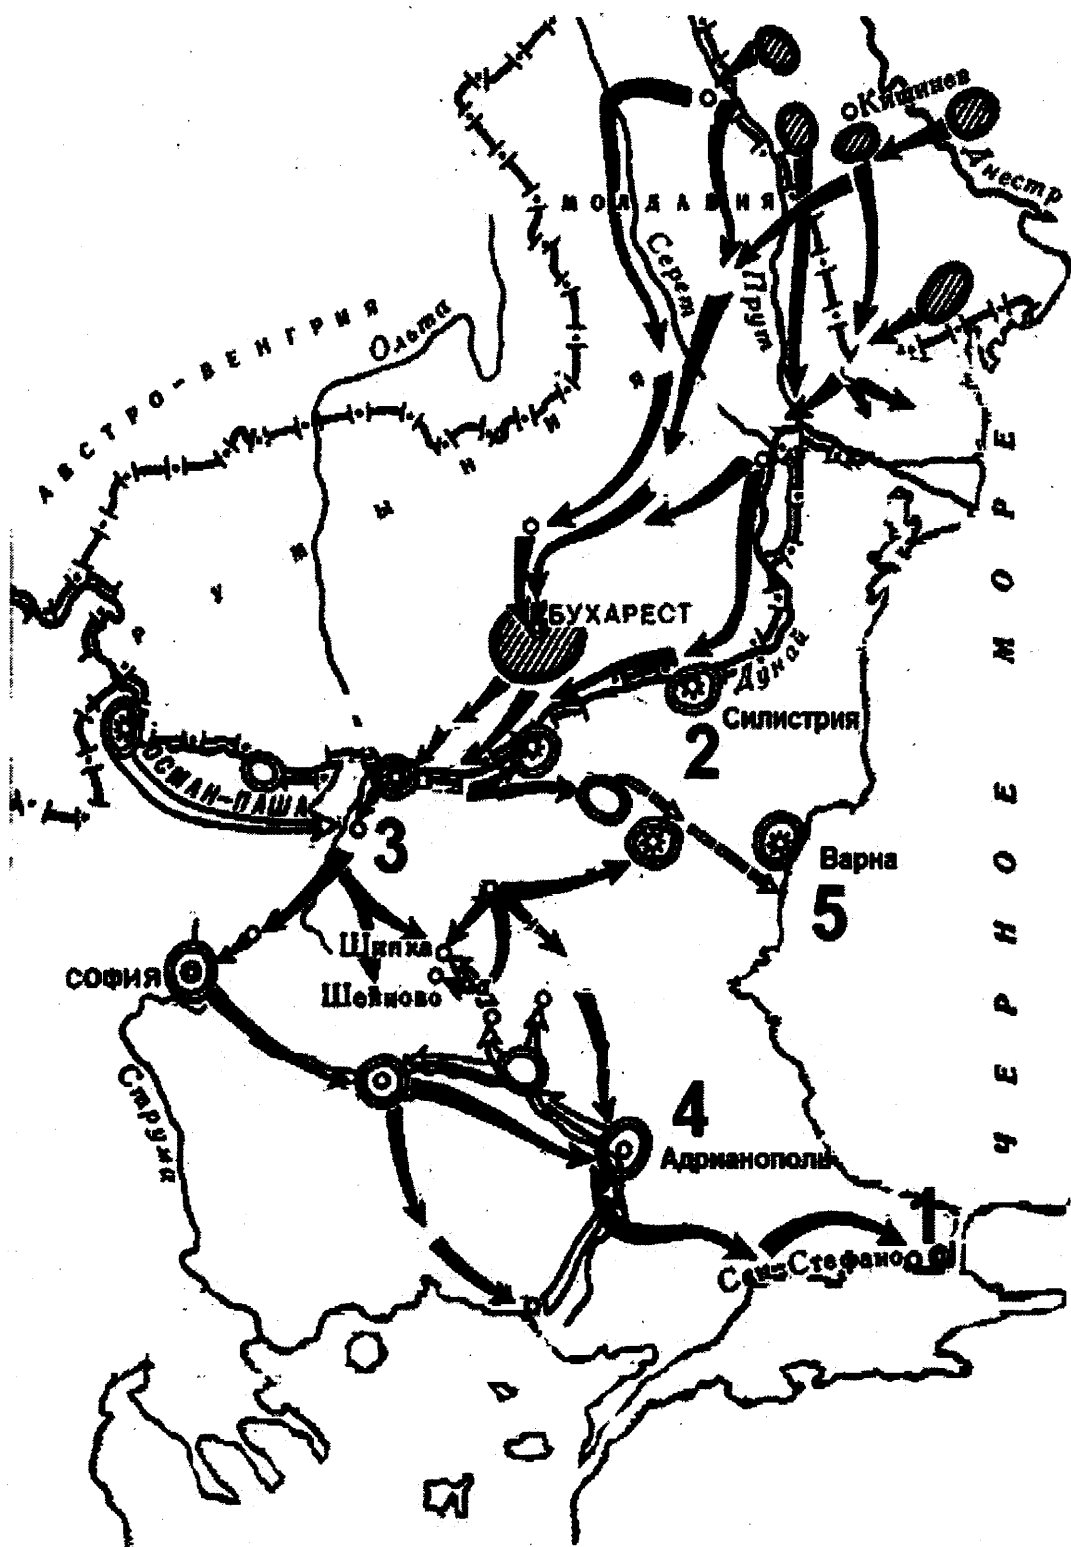 Кишинев
Днестр
МОЛДАВИЯ
Серет
Прут
АВСТРО-ВЕНГРИЯ
Ольта
РУМЫНИЯ
ЧЕРНОЕ МОРЕ
БУХАРЕСТ
Дунай
Силистрия
2
ОСМАН-ПАША
3
Варна
5
Шипка
СОФИЯ
Шейново
Струма
4
Адрианополь
1
Сан-Стефано